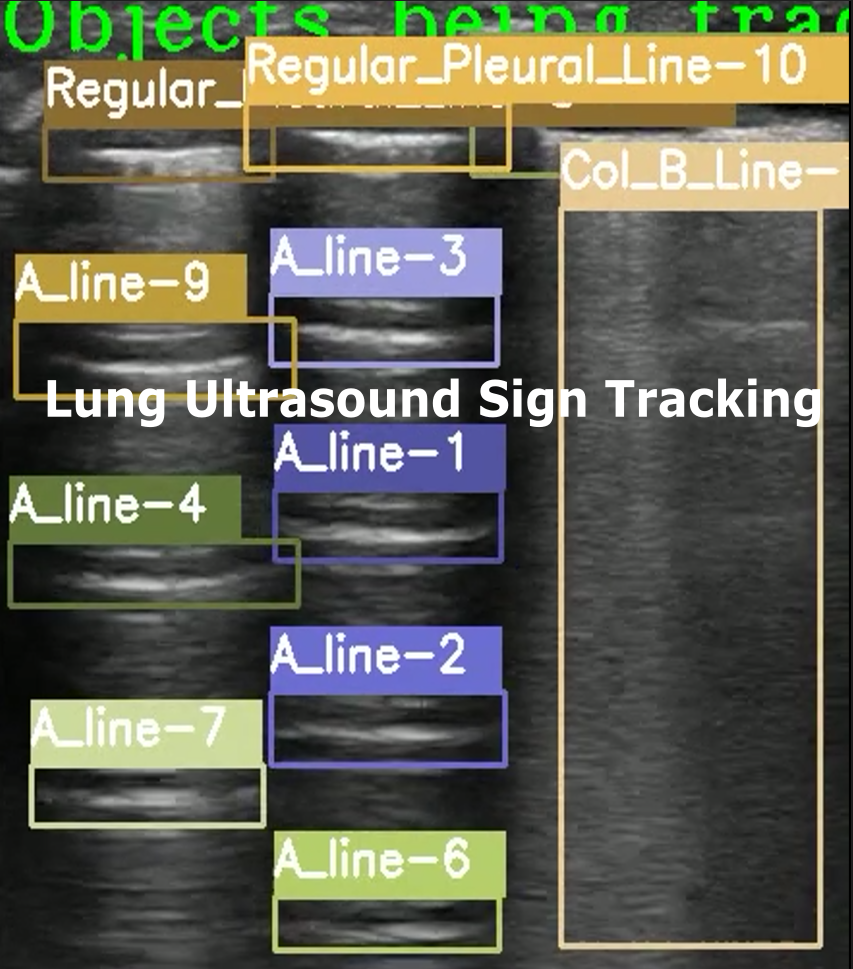 Objects being trac
Regular_
Regular_Pleural_Line-10
Col_B_Line-
A_line-9
A_line-3
Lung Ultrasound Sign Tracking
A_line-4
A_line-1
A_line-2
A_line-7
A_line-6